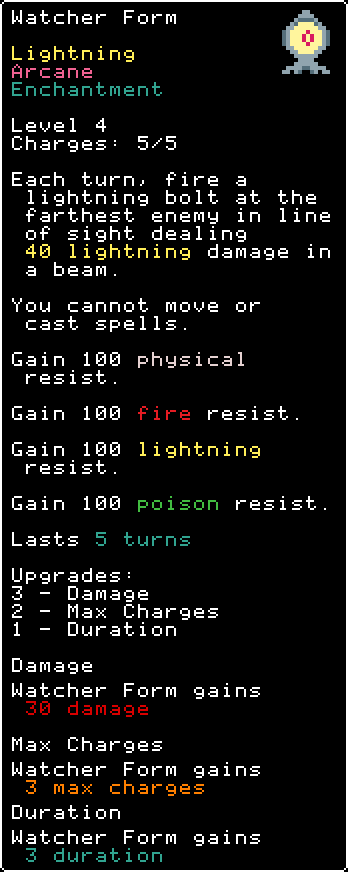 Watcher Form
Lightning
Arcane
Enchantment
Level 4
Charges: 5/5
Each turn, fire a
lightning bolt at the
farthest enemy in line
of sight dealing
40 lightning damage in
a beam.
You cannot move or
cast spells.
Gain 100 physical
resist.
Gain 100 fire resist.
Gain 100 lightning
resist.
Gain 100 poison resist.
Lasts 5 turns
Upgrades:
3 - Damage
2 - Max Charges
1 - Duration
Damage
Watcher Form gains
30 damage
Max Charges
Watcher Form gains
3 max charges
Duration
Watcher Form gains
3 duration